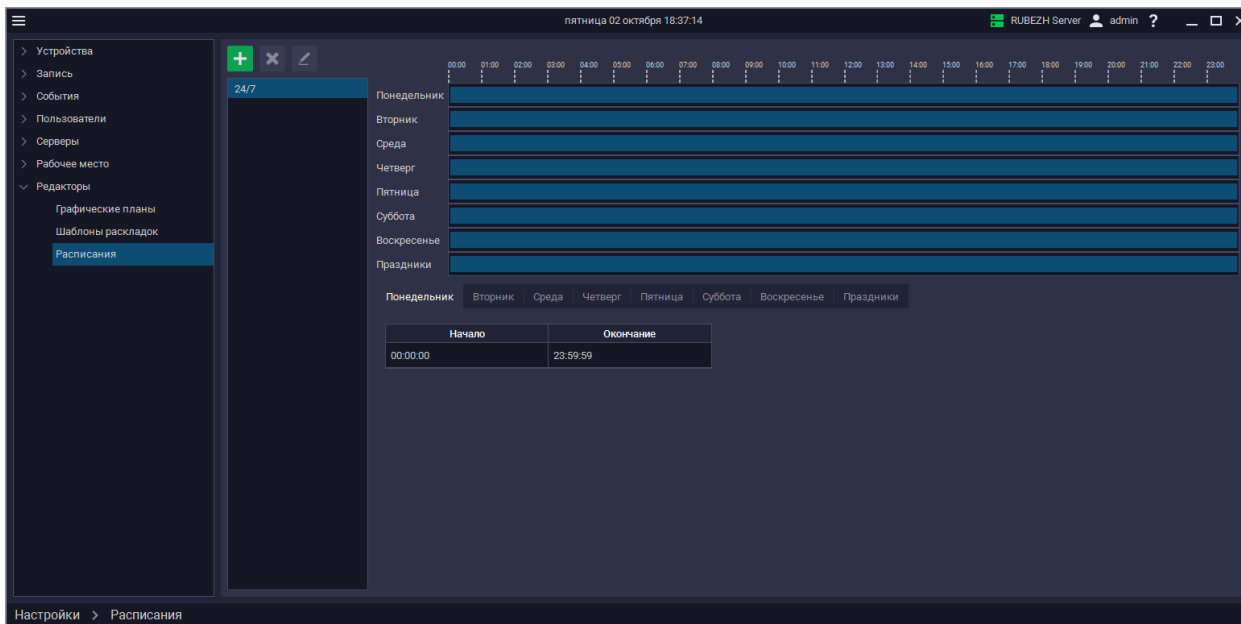 пятница 02 октября 18:37:14
RUBEZH Server admin ?
> Устройства
> Запись
> События
> Пользователи
> Серверы
> Рабочее место
Редакторы
Графические планы
Шаблоны раскладок
Расписания
24/7
00:00 01:00 02:00 03:00 04:00 05:00 06:00 07:00 08:00 09:00 10:00 11:00 12:00 13:00 14:00 15:00 16:00 17:00 18:00 19:00 20:00 21:00 22:00 23:00
Понедельник
Вторник
Среда
Четверг
Пятница
Суббота
Воскресенье
Праздники
Понедельник Вторник Среда Четверг Пятница Суббота Воскресенье Праздники
Начало Окончание
00:00:00 23:59:59
Настройки > Расписания